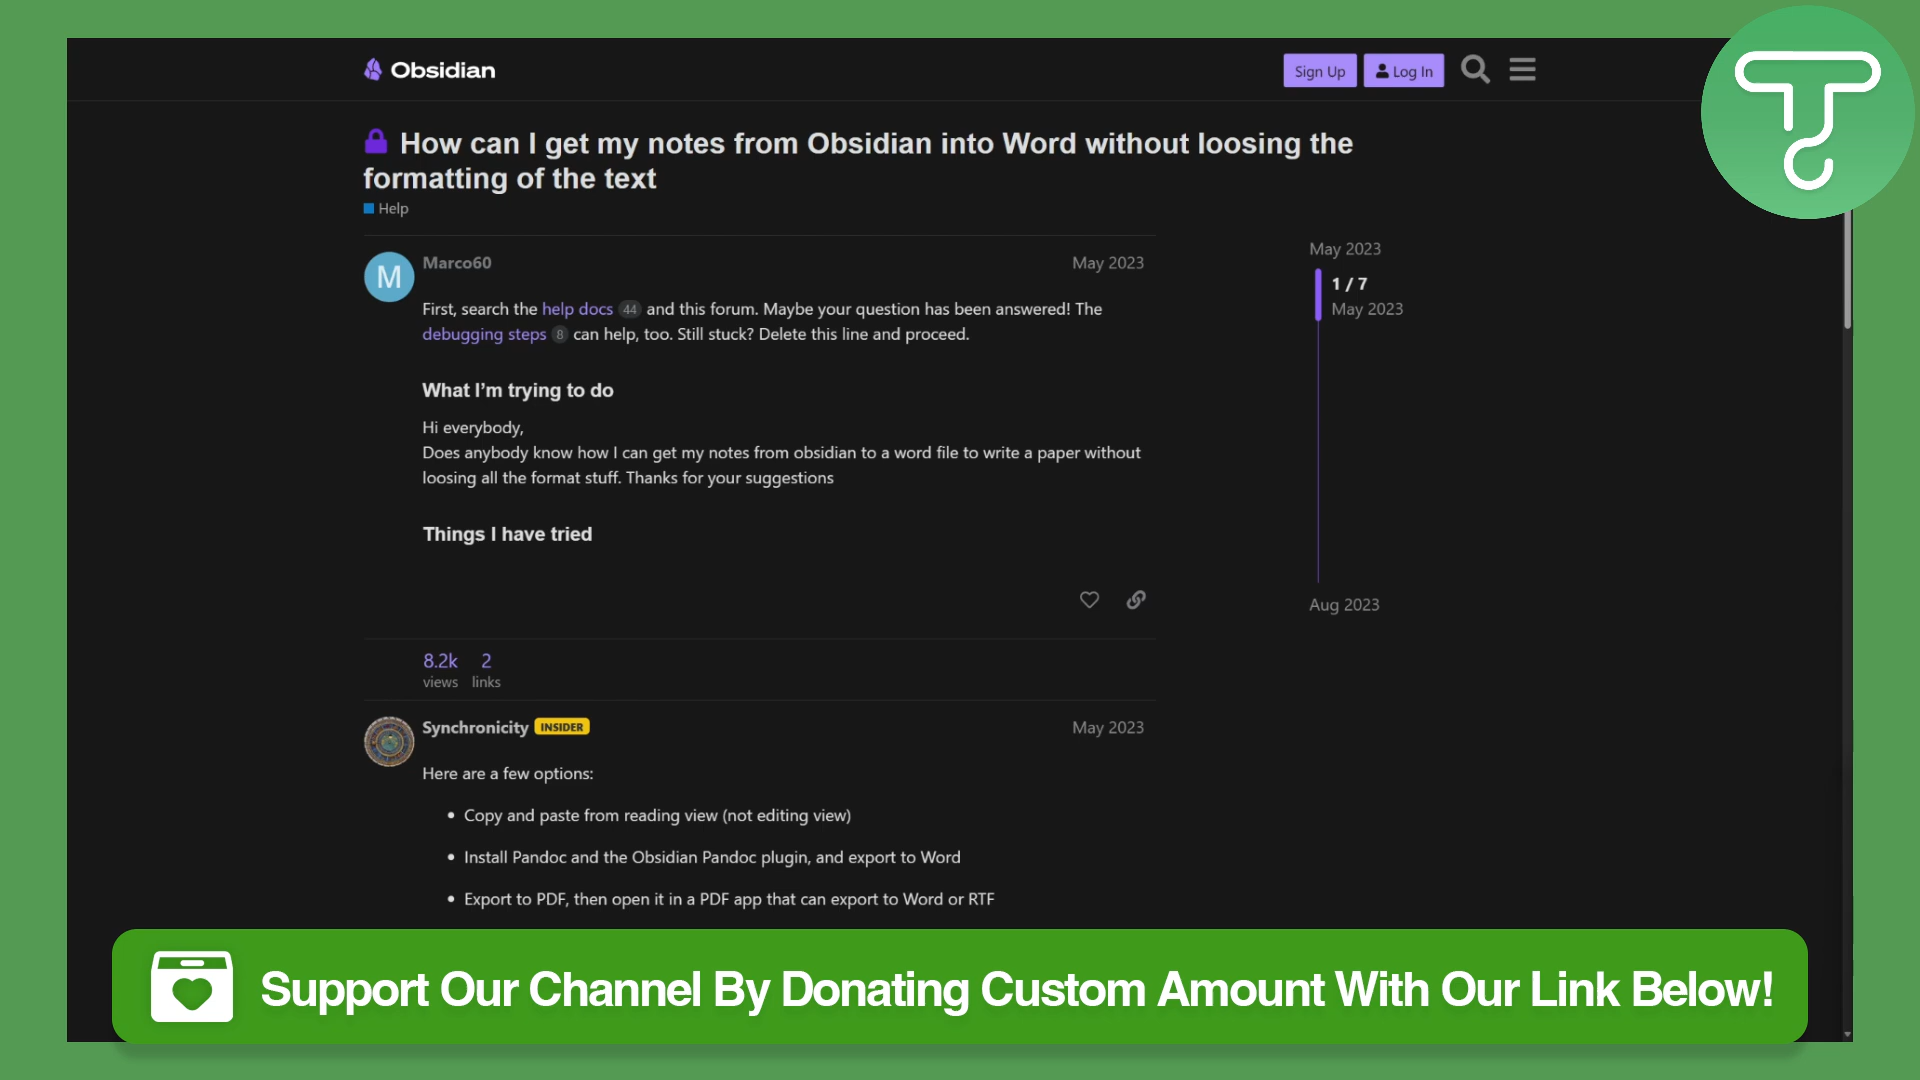 Obsidian
Sign Up
Log In
How can I get my notes from Obsidian into Word without loosing the
formatting of the text
Help
M
Marco60
May 2023
First, search the help docs 44 and this forum. Maybe your question has been answered! The
debugging steps 8 can help, too. Still stuck? Delete this line and proceed.
What I’m trying to do
Hi everybody,
Does anybody know how I can get my notes from obsidian to a word file to write a paper without
loosing all the format stuff. Thanks for your suggestions
Things I have tried
May 2023
1 / 7
May 2023
Aug 2023
8.2k 2
views links
Synchronicity INSIDER
May 2023
Here are a few options:
• Copy and paste from reading view (not editing view)
• Install Pandoc and the Obsidian Pandoc plugin, and export to Word
• Export to PDF, then open it in a PDF app that can export to Word or RTF
Support Our Channel By Donating Custom Amount With Our Link Below!